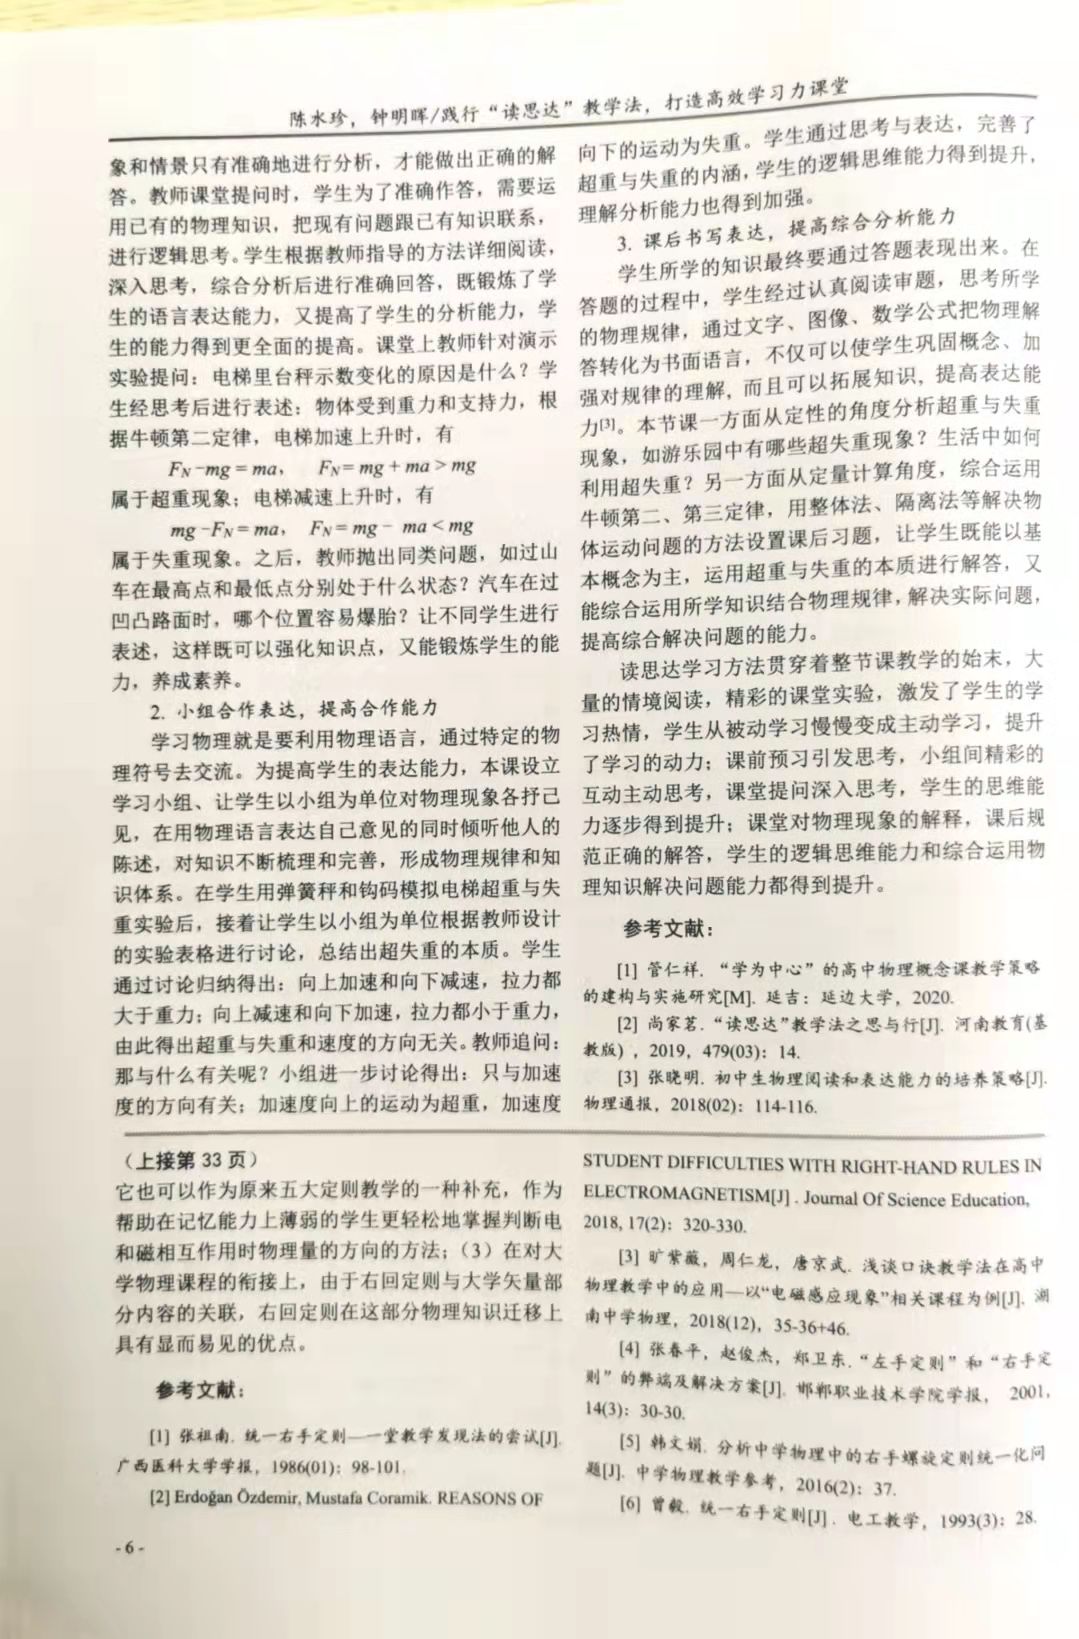 陈水珍，钟明晖/践行“读思达”教学法，打造高效学习力课堂
象和情景只有准确地进行分析，才能做出正确的解
答。教师课堂提问时，学生为了准确作答，需要运
用已有的物理知识，把现有问题跟已有知识联系，
进行逻辑思考。学生根据教师指导的方法详细阅读，
深入思考，综合分析后进行准确回答，既锻炼了学
生的语言表达能力，又提高了学生的分析能力，学
生的能力得到更全面的提高。课堂上教师针对演示
实验提问：电梯里台秤示数变化的原因是什么？学
生经思考后进行表述：物体受到重力和支持力，根
据牛顿第二定律，电梯加速上升时，有
FN-mg=ma， FN=mg+ma>mg
属于超重现象；电梯减速上升时，有
mg-FN=ma， FN=mg- ma<mg
属于失重现象。之后，教师抛出同类问题，如过山
车在最高点和最低点分别处于什么状态？汽车在过
凹凸路面时，哪个位置容易爆胎？让不同学生进行
表述，这样既可以强化知识点，又能锻炼学生的能
力，养成素养。
2. 小组合作表达，提高合作能力
学习物理就是要利用物理语言，通过特定的物
理符号去交流。为提高学生的表达能力，本课设立
学习小组、让学生以小组为单位对物理现象各抒己
见，在用物理语言表达自己意见的同时倾听他人的
陈述，对知识不断梳理和完善，形成物理规律和知
识体系。在学生用弹簧秤和钩码模拟电梯超重与失
重实验后，接着让学生以小组为单位根据教师设计
的实验表格进行讨论，总结出超失重的本质。学生
通过讨论归纳得出：向上加速和向下减速，拉力都
大于重力；向上减速和向下加速，拉力都小于重力，
由此得出超重与失重和速度的方向无关。教师追问：
那与什么有关呢？小组进一步讨论得出：只与加速
度的方向有关；加速度向上的运动为超重，加速度
向下的运动为失重。学生通过思考与表达，完善了
超重与失重的内涵，学生的逻辑思维能力得到提升，
理解分析能力也得到加强。
3. 课后书写表达，提高综合分析能力
学生所学的知识最终要通过答题表现出来。在
答题的过程中，学生经过认真阅读审题，思考所学
的物理规律，通过文字、图像、数学公式把物理解
答转化为书面语言，不仅可以使学生巩固概念、加
强对规律的理解，而且可以拓展知识，提高表达能
力[3]。本节课一方面从定性的角度分析超重与失重
现象，如游乐园中有哪些超失重现象？生活中如何
利用超失重？另一方面从定量计算角度，综合运用
牛顿第二、第三定律，用整体法、隔离法等解决物
体运动问题的方法设置课后习题，让学生既能以基
本概念为主，运用超重与失重的本质进行解答，又
能综合运用所学知识结合物理规律，解决实际问题，
提高综合解决问题的能力。
读思达学习方法贯穿着整节课教学的始末，大
量的情境阅读，精彩的课堂实验，激发了学生的学
习热情，学生从被动学习慢慢变成主动学习，提升
了学习的动力；课前预习引发思考，小组间精彩的
互动主动思考，课堂提问深入思考，学生的思维能
力逐步得到提升；课堂对物理现象的解释，课后规
范正确的解答，学生的逻辑思维能力和综合运用物
理知识解决问题能力都得到提升。
参考文献：
[1] 管仁祥. “学为中心”的高中物理概念课教学策略
的建构与实施研究[M]. 延吉：延边大学，2020.
[2] 尚家茗. “读思达”教学法之思与行[J]. 河南教育(基
教版)，2019，479(03)：14.
[3] 张晓明. 初中生物理阅读和表达能力的培养策略[J].
物理通报，2018(02)：114-116.
（上接第 33 页）
它也可以作为原来五大定则教学的一种补充，作为
帮助在记忆能力上薄弱的学生更轻松地掌握判断电
和磁相互作用时物理量的方向的方法；（3）在对大
学物理课程的衔接上，由于右回定则与大学矢量部
分内容的关联，右回定则在这部分物理知识迁移上
具有显而易见的优点。
参考文献：
[1] 张祖南. 统一右手定则——一堂教学发现法的尝试[J].
广西医科大学学报，1986(01)：98-101.
[2] Erdoğan Özdemir, Mustafa Coramik. REASONS OF
STUDENT DIFFICULTIES WITH RIGHT-HAND RULES IN
ELECTROMAGNETISM[J] . Journal Of Science Education,
2018, 17(2)：320-330.
[3] 旷紫薇，周仁龙，唐京武. 浅谈口诀教学法在高中
物理教学中的应用—以“电磁感应现象”相关课程为例[J]. 湖
南中学物理，2018(12)，35-36+46.
[4] 张春平，赵俊杰，郑卫东. “左手定则”和“右手定
则”的弊端及解决方案[J]. 邯郸职业技术学院学报， 2001，
14(3)：30-30.
[5] 韩文娟. 分析中学物理中的右手螺旋定则统一化问
题[J]. 中学物理教学参考，2016(2)：37.
[6] 曾毅. 统一右手定则[J] . 电工教学，1993(3)：28.
- 6 -